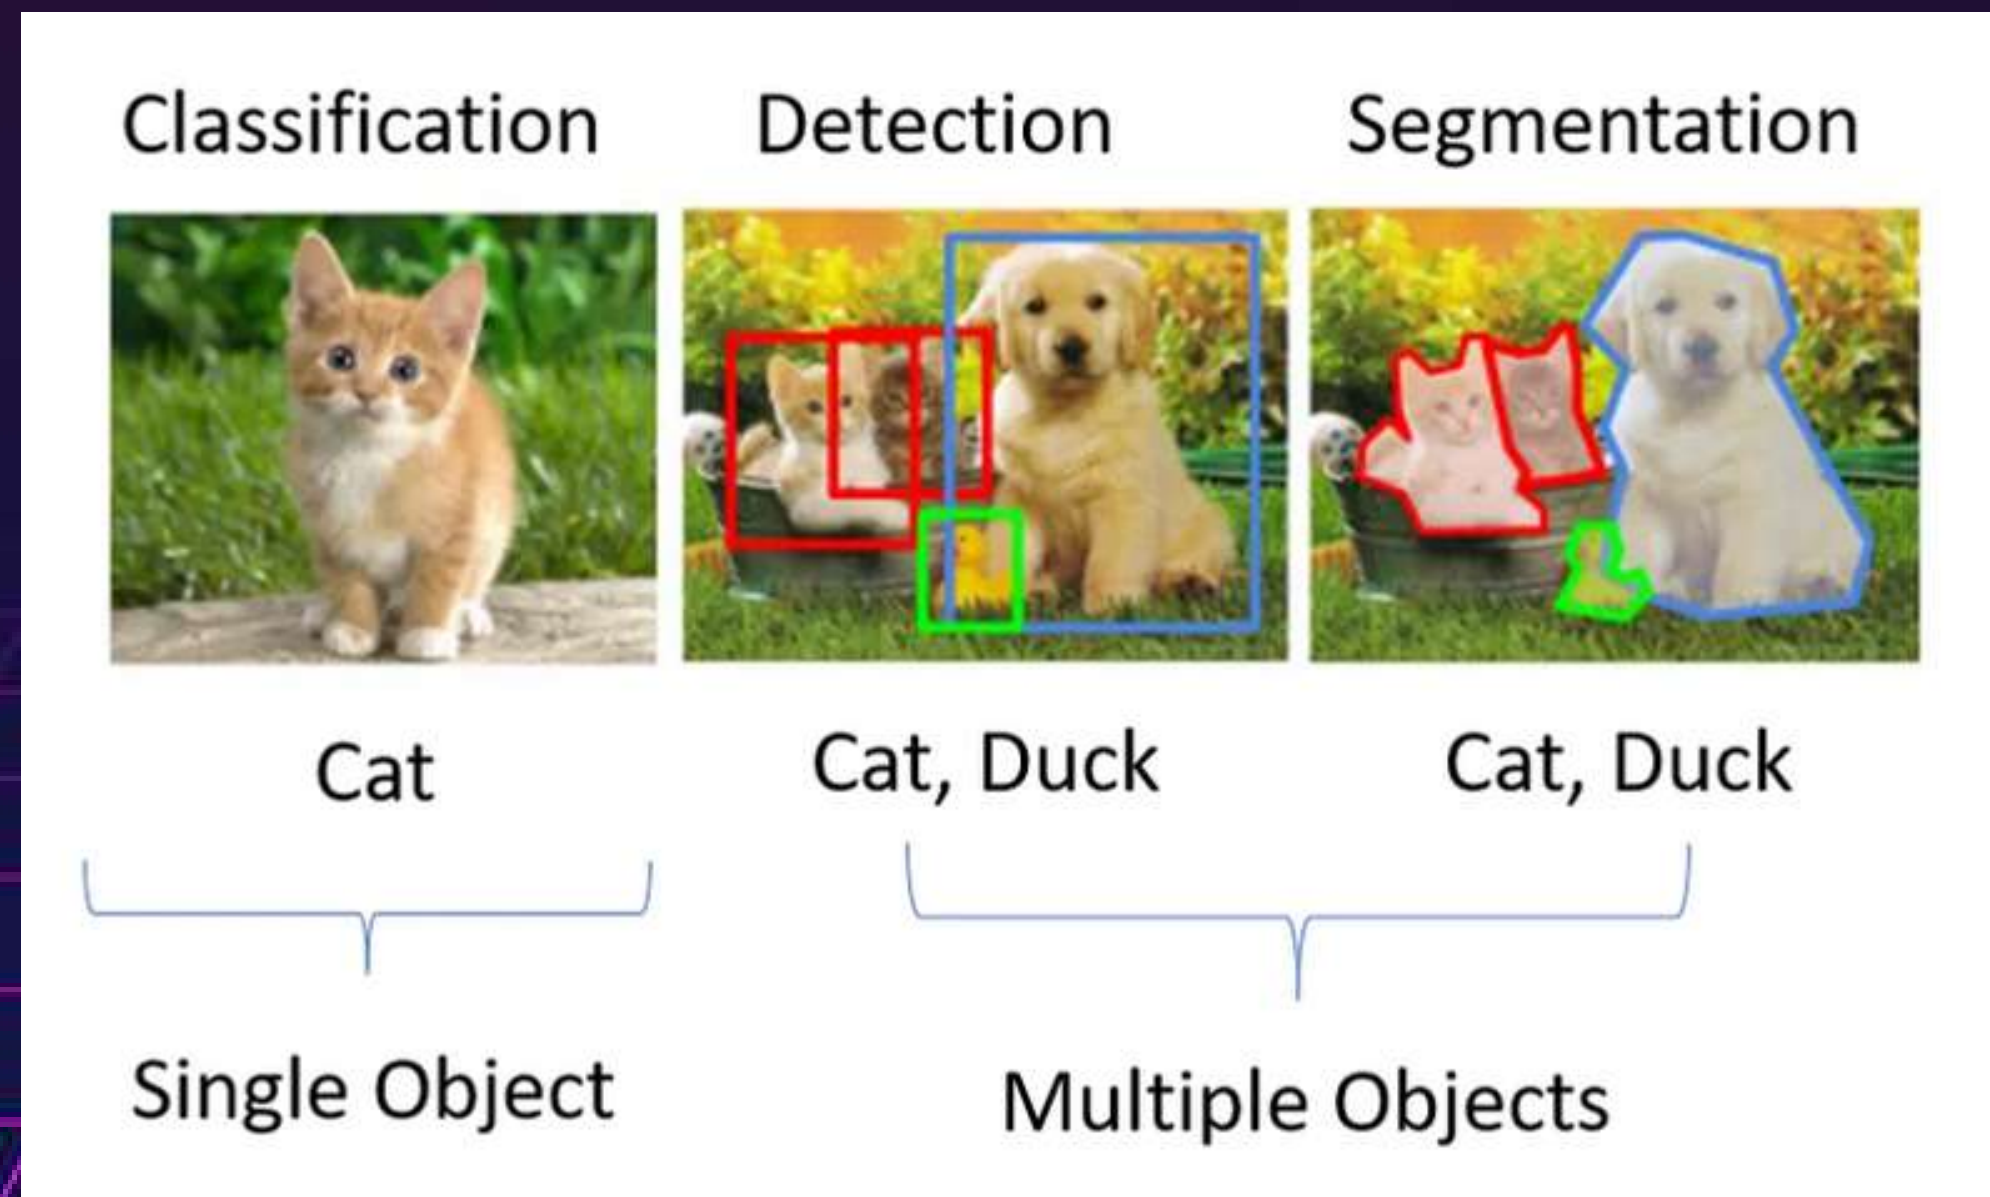 Classification
Detection
Segmentation
Cat
Cat, Duck
Cat, Duck
Single Object
Multiple Objects